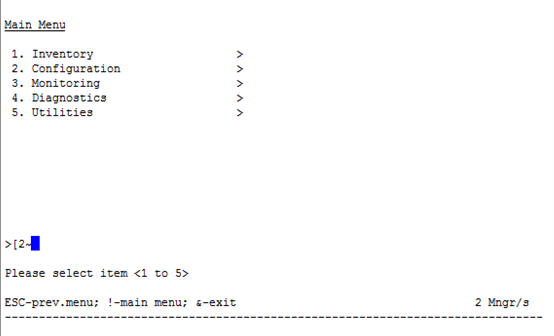 Main Menu
1. Inventory >
2. Configuration >
3. Monitoring >
4. Diagnostics >
5. Utilities >
>[2~
Please select item <1 to 5>
ESC-prev.menu; !-main menu; &-exit 2 Mngr/s
--------------------------------------------------------------------------------